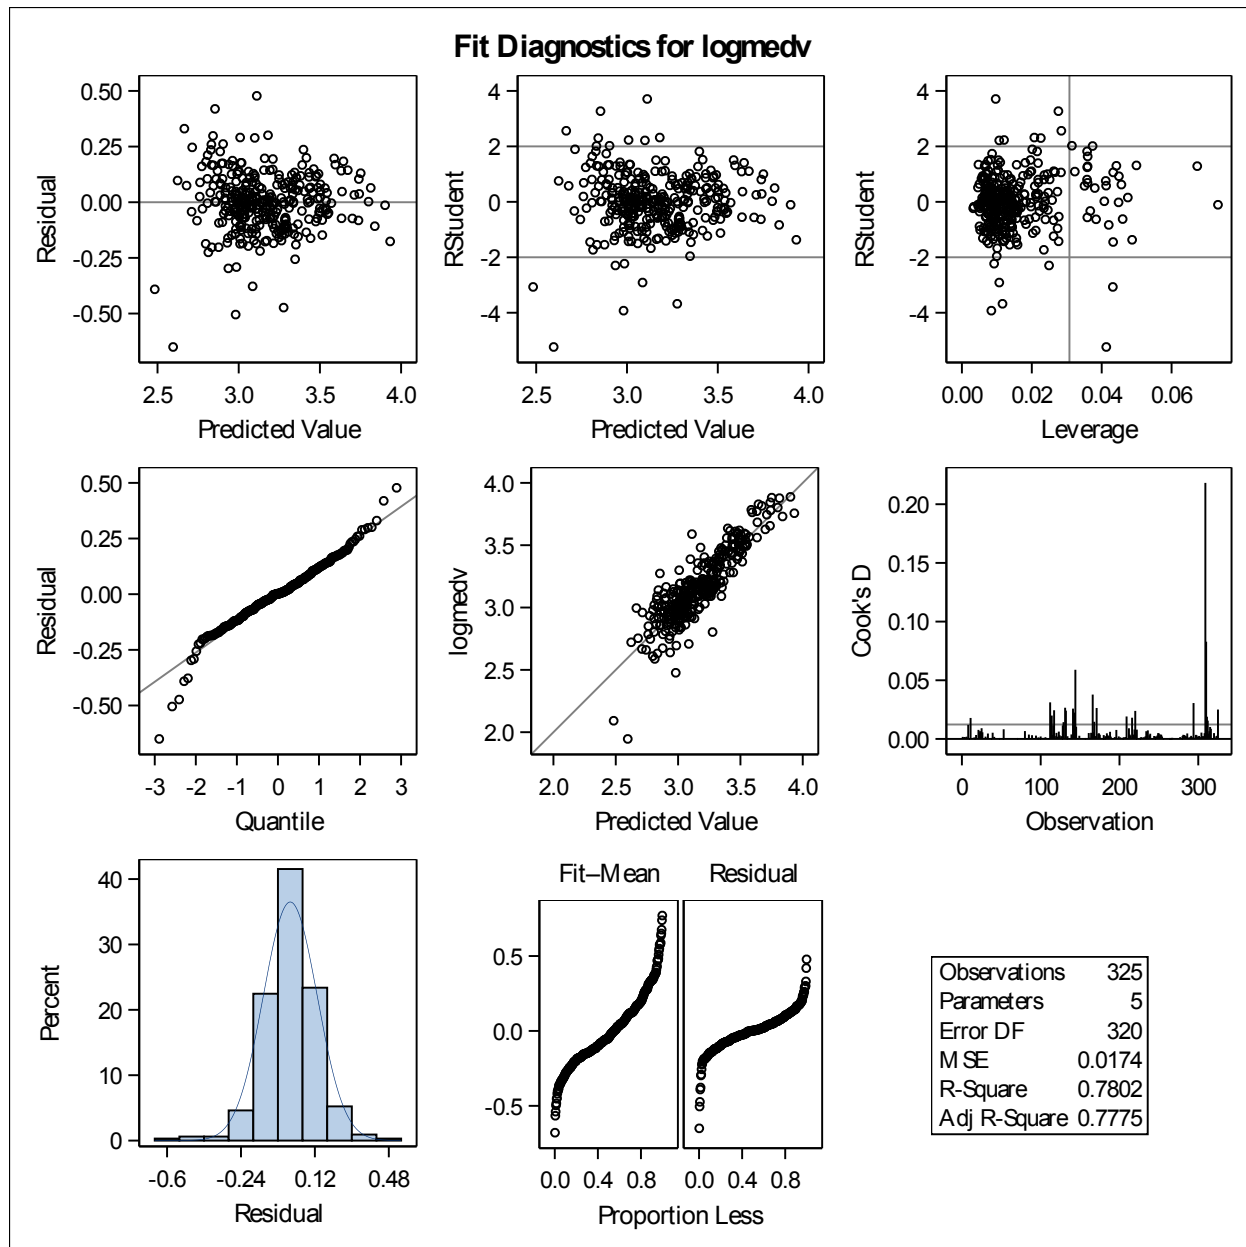 Fit Diagnostics for logmedv
0.50
0.25
0.00
-0.25
-0.50
Residual
2.5 3.0 3.5 4.0
Predicted Value
4
2
0
-2
-4
RStudent
2.5 3.0 3.5 4.0
Predicted Value
4
2
0
-2
-4
RStudent
0.00 0.02 0.04 0.06
Leverage
0.50
0.25
0.00
-0.25
-0.50
Residual
-3 -2 -1 0 1 2 3
Quantile
4.0
3.5
3.0
2.5
2.0
logmedv
2.0 2.5 3.0 3.5 4.0
Predicted Value
0.20
0.15
0.10
0.05
0.00
Cook's D
0 100 200 300
Observation
40
30
20
10
0
Percent
-0.6 -0.24 0.12 0.48
Residual
Fit–Mean Residual
0.5
0.0
-0.5
0.0 0.4 0.8 0.0 0.4 0.8
Proportion Less
Observations 325
Parameters 5
Error DF 320
MSE 0.0174
R-Square 0.7802
Adj R-Square 0.7775